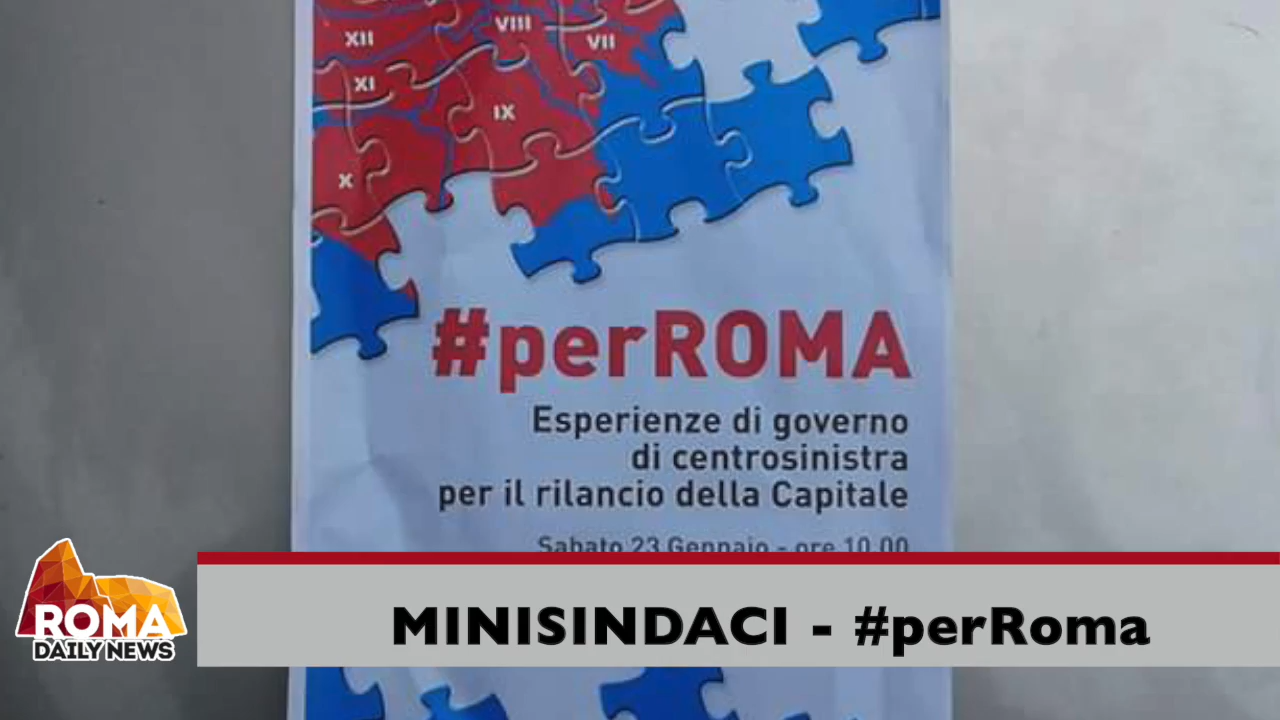 XII
VIII
VII
XI
IX
X
#perROMA
Esperienze di governo
di centrosinistra
per il rilancio della Capitale
Sabato 23 Gennaio - ore 10.00
MINISINDACI - #perRoma
ROMA
DAILY NEWS